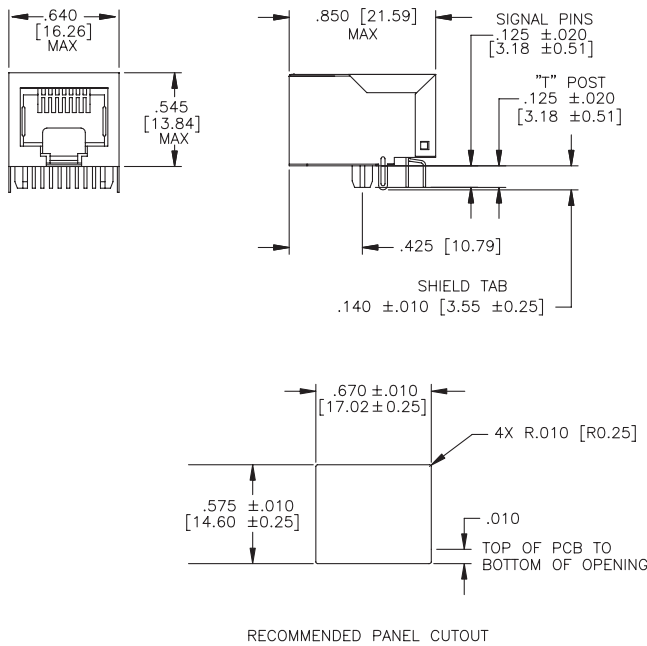 .640
[16.26]
MAX
.545
[13.84]
MAX
.850 [21.59]
MAX
SIGNAL PINS
.125 ±.020
[3.18 ±0.51]
"T" POST
.125 ±.020
[3.18 ±0.51]
.425 [10.79]
SHIELD TAB
.140 ±.010 [3.55 ±0.25]
.670 ±.010
[17.02 ± 0.25]
4X R.010 [R0.25]
.575 ±.010
[14.60 ±0.25]
.010
TOP OF PCB TO
BOTTOM OF OPENING
RECOMMENDED PANEL CUTOUT